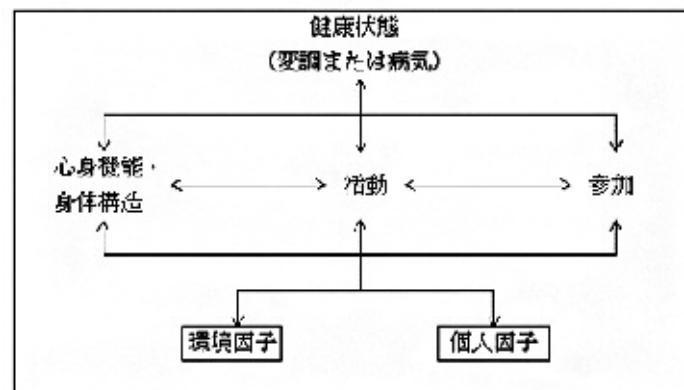 健康状態
(変調または病気)
心身機能・
身体構造
活動
参加
環境因子
個人因子